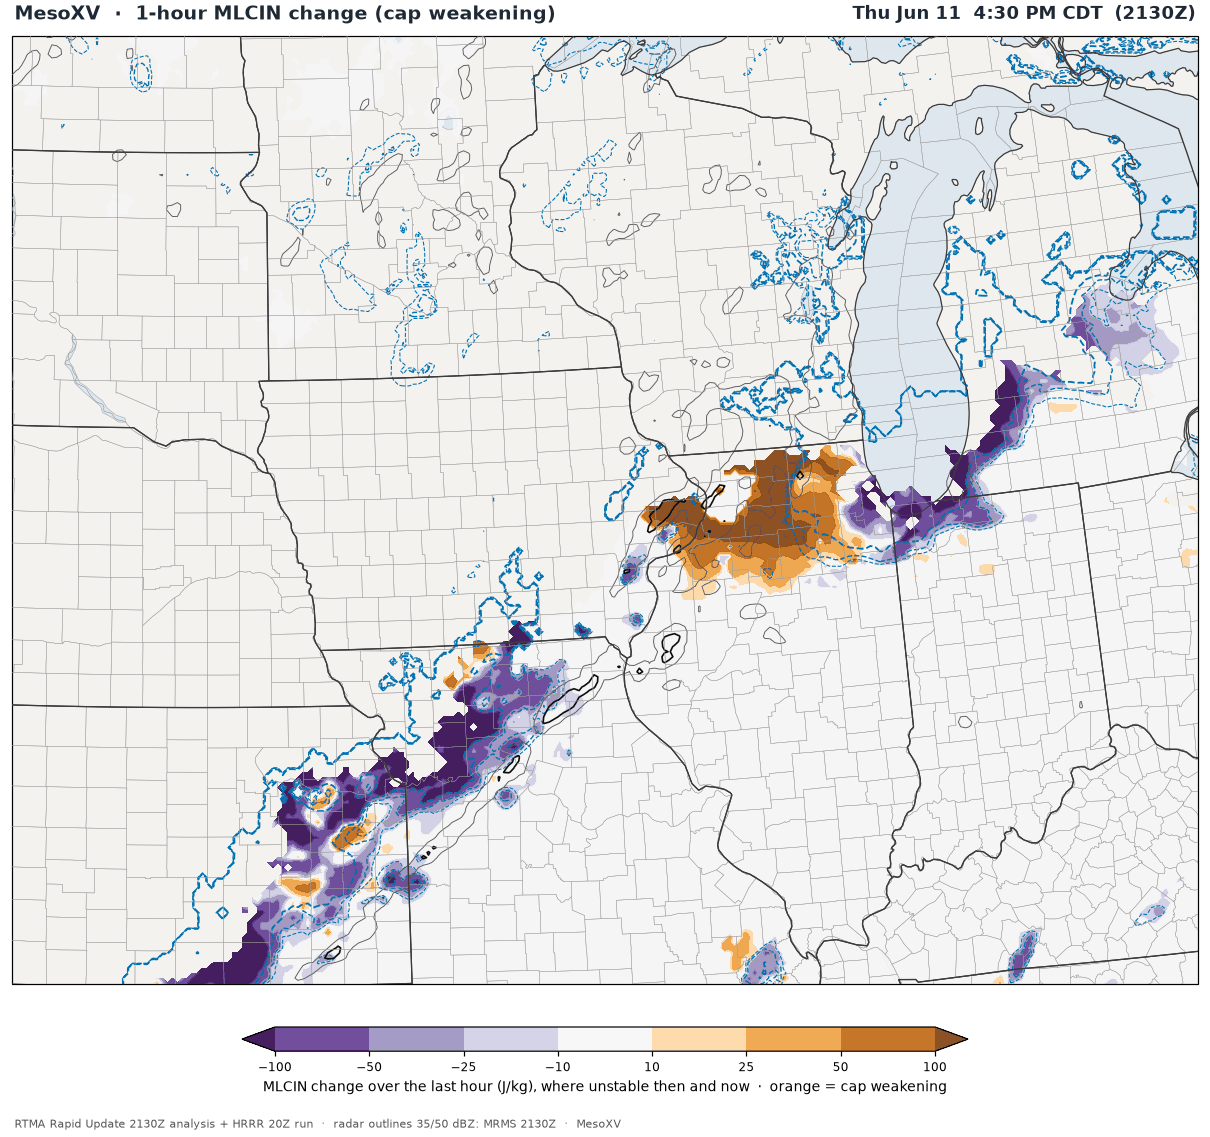 MesoXV · 1-hour MLCIN change (cap weakening)
Thu Jun 11 4:30 PM CDT (2130Z)
−100 −50 −25 −10 10 25 50 100
MLCIN change over the last hour (J/kg), where unstable then and now · orange = cap weakening
RTMA Rapid Update 2130Z analysis + HRRR 20Z run · radar outlines 35/50 dBZ: MRMS 2130Z · MesoXV